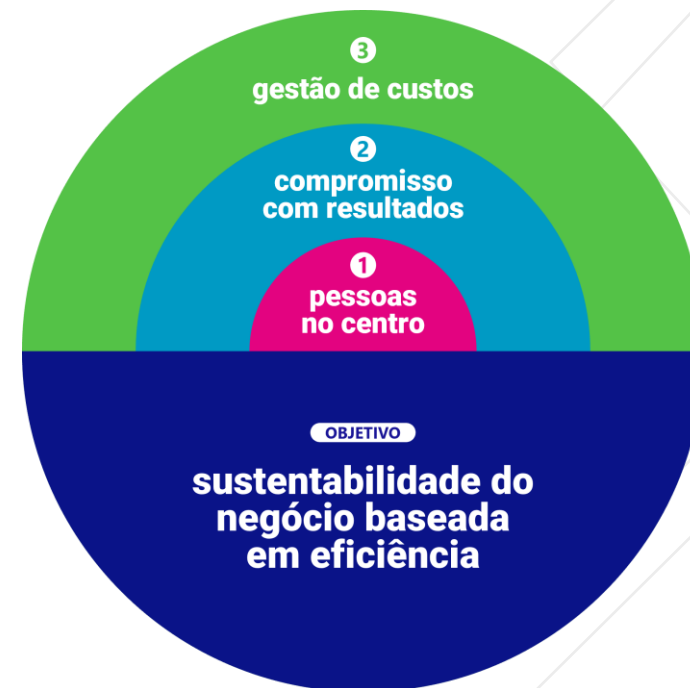 3
gestão de custos
2
compromisso
com resultados
1
pessoas
no centro
OBJETIVO
sustentabilidade do
negócio baseada
em eficiência